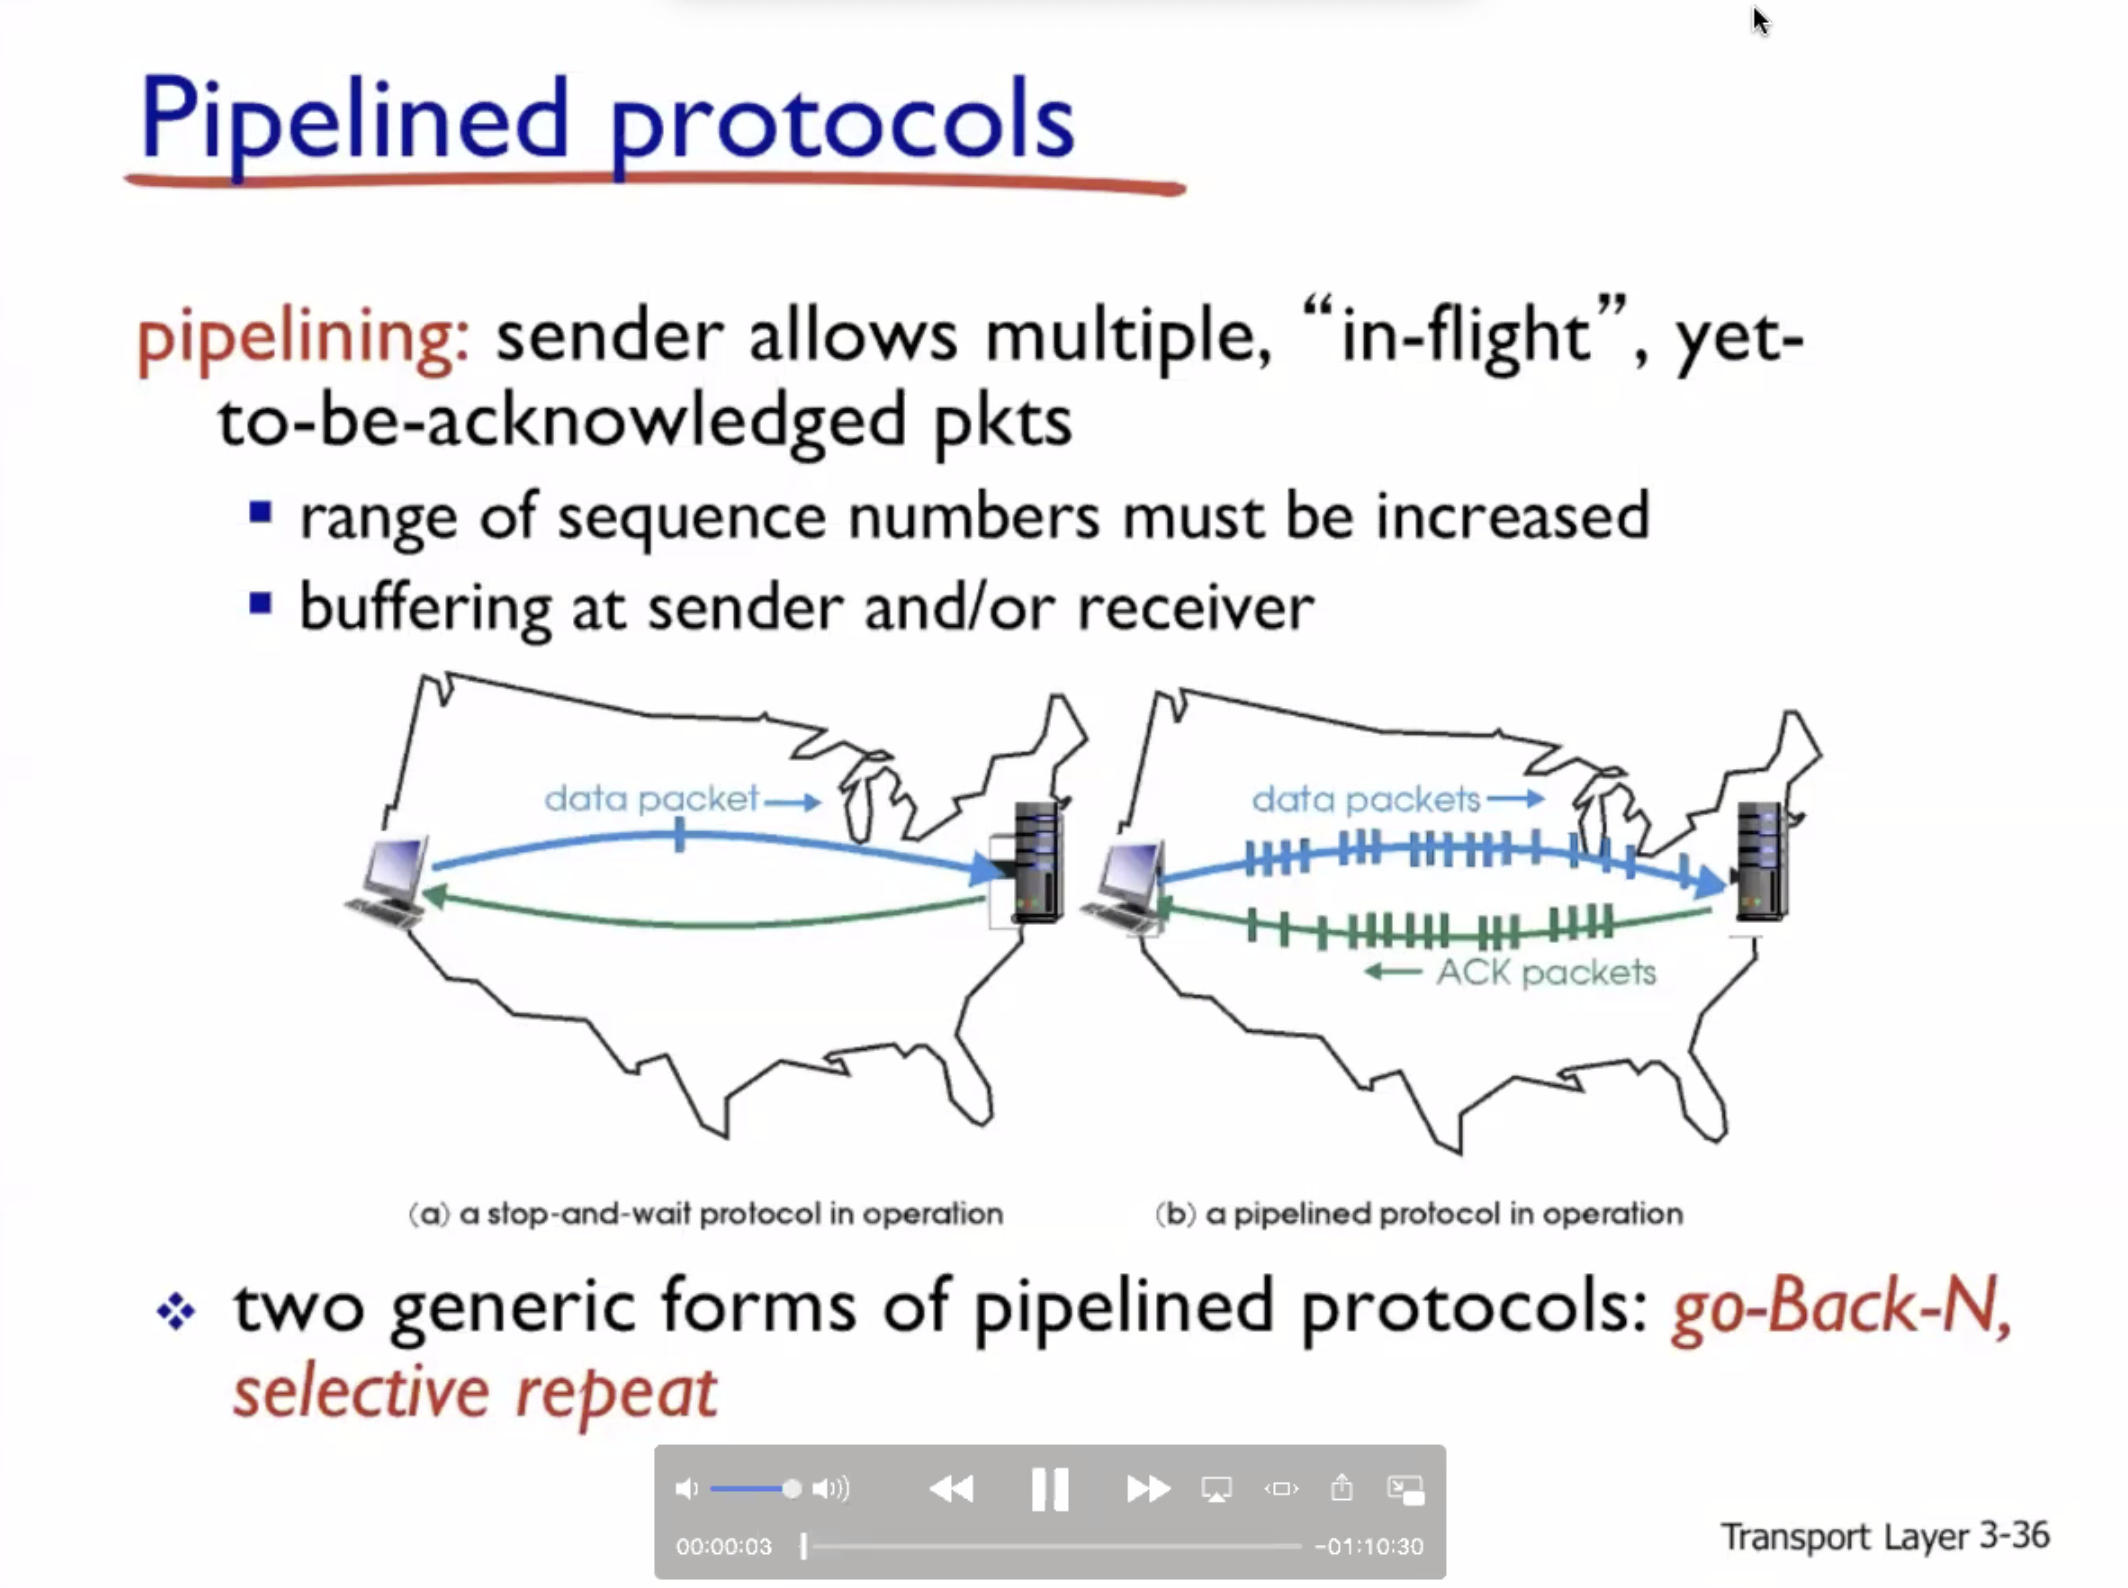 Pipelined protocols
pipelining: sender allows multiple, “in-flight”, yet-
to-be-acknowledged pkts
range of sequence numbers must be increased
buffering at sender and/or receiver
data packet
data packets
ACK packets
(a) a stop-and-wait protocol in operation
(b) a pipelined protocol in operation
two generic forms of pipelined protocols: go-Back-N,
selective repeat
00:00:03
-01:10:30
Transport Layer 3-36